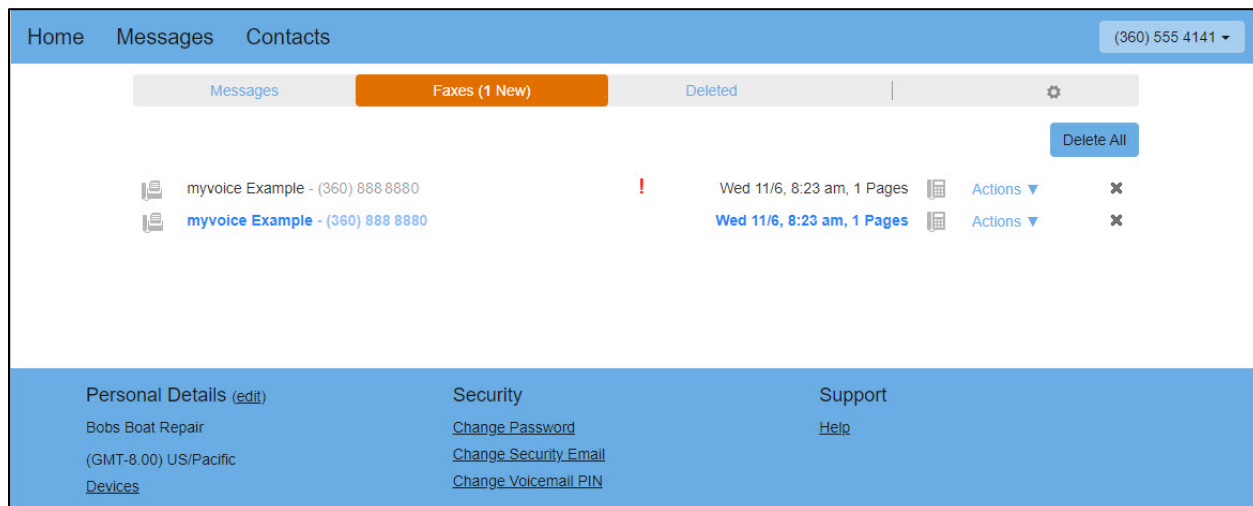 Home Messages Contacts (360) 555 4141
Messages Faxes (1 New) Deleted
Delete All
myvoice Example - (360) 888 8880 ! Wed 11/6, 8:23 am, 1 Pages Actions ▼
myvoice Example - (360) 888 8880 Wed 11/6, 8:23 am, 1 Pages Actions ▼
Personal Details (edit) Security Support
Bobs Boat Repair Change Password Help
(GMT-8.00) US/Pacific Change Security Email
Devices Change Voicemail PIN